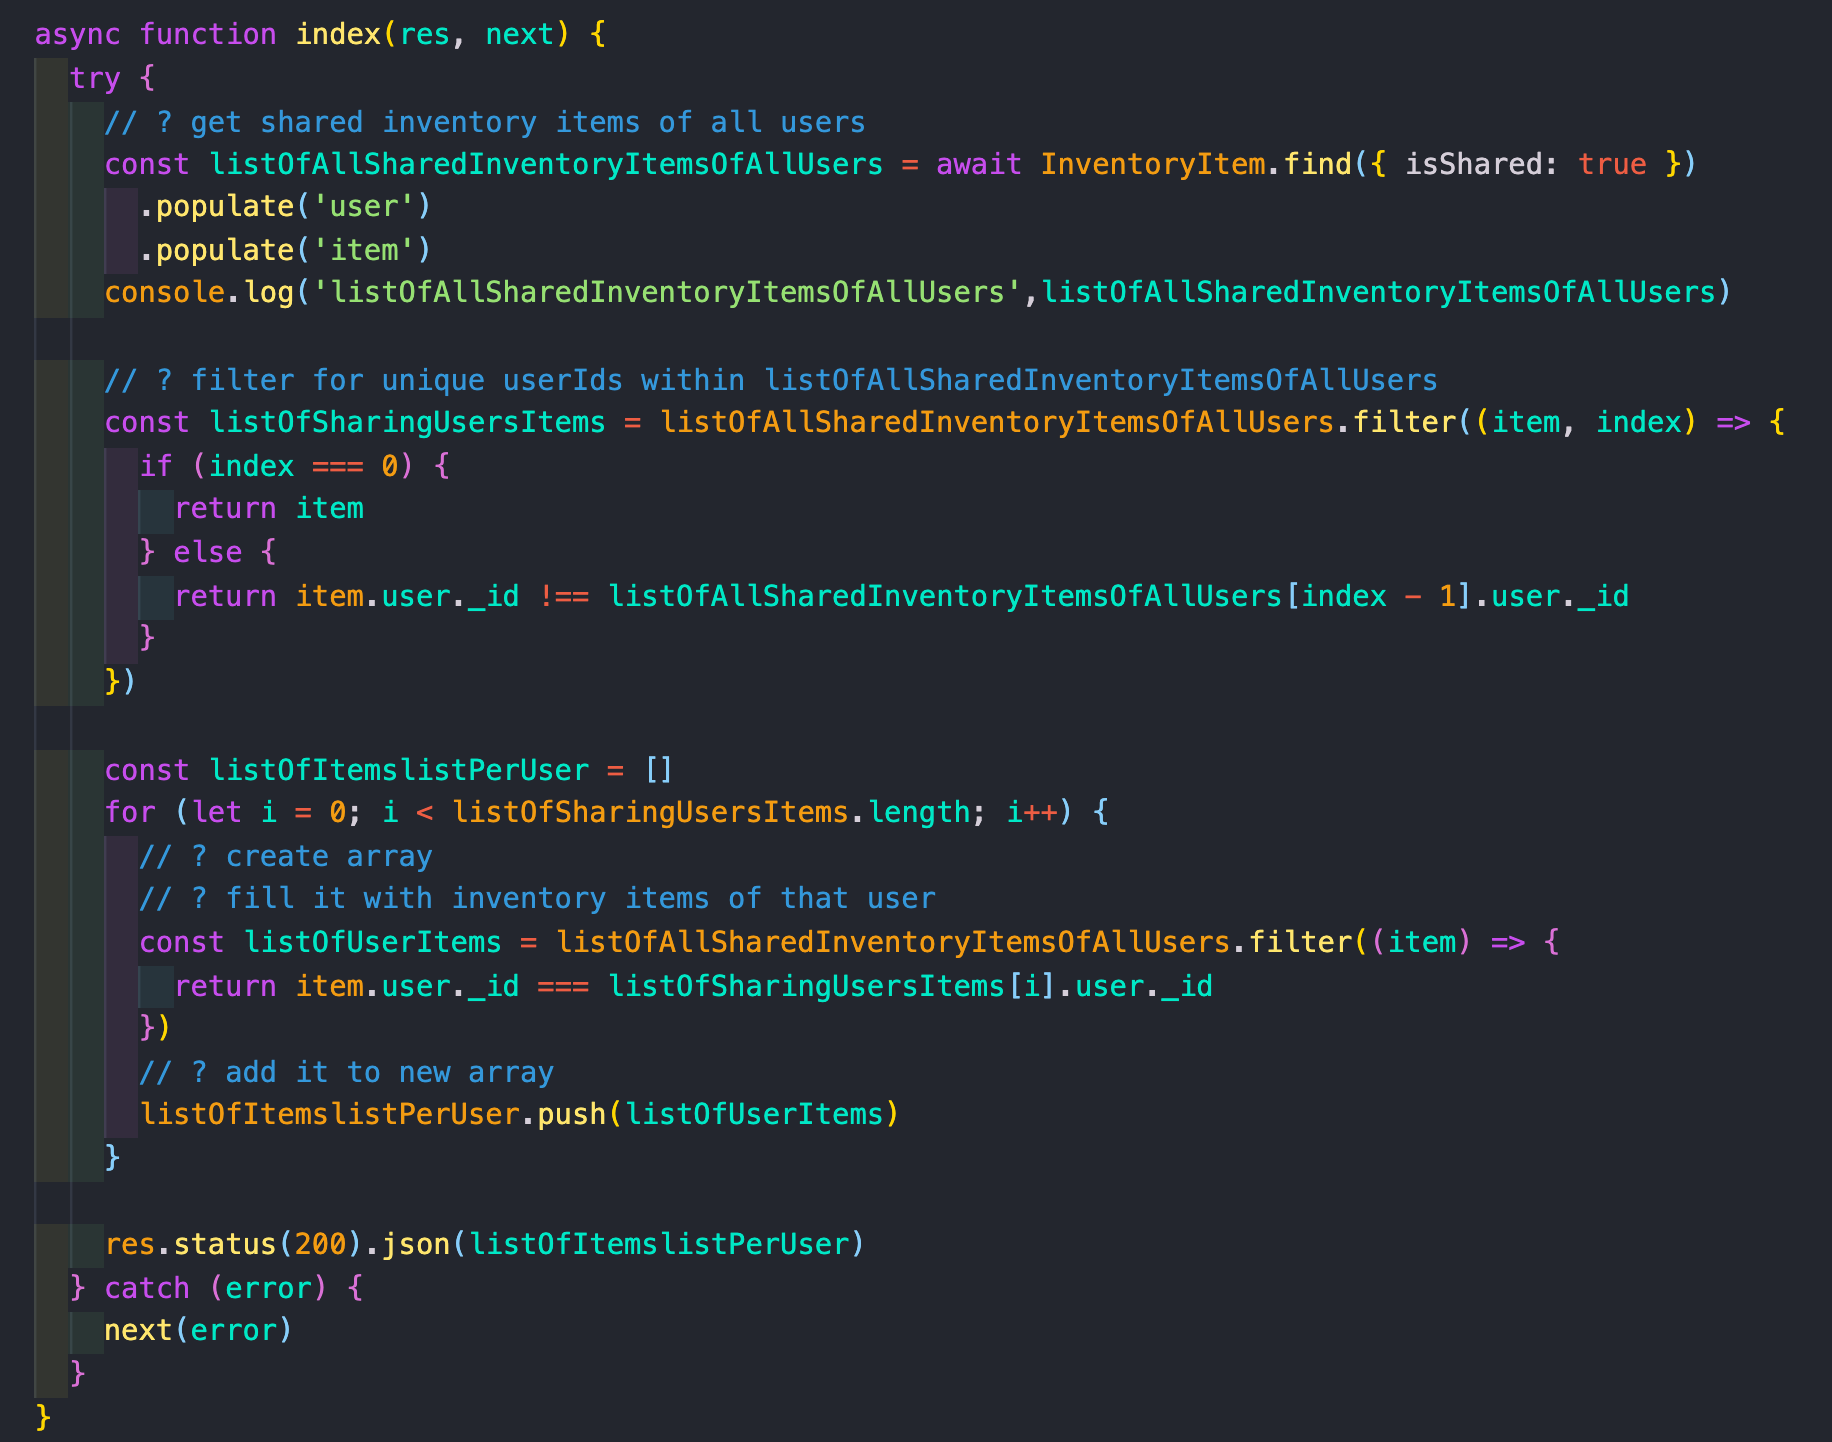 async function index(res, next) {
  try {
    // ? get shared inventory items of all users
    const listOfAllSharedInventoryItemsOfAllUsers = await InventoryItem.find({ isShared: true })
      .populate('user')
      .populate('item')
    console.log('listOfAllSharedInventoryItemsOfAllUsers',listOfAllSharedInventoryItemsOfAllUsers)

    // ? filter for unique userIds within listOfAllSharedInventoryItemsOfAllUsers
    const listOfSharingUsersItems = listOfAllSharedInventoryItemsOfAllUsers.filter((item, index) => {
      if (index === 0) {
        return item
      } else {
        return item.user._id !== listOfAllSharedInventoryItemsOfAllUsers[index - 1].user._id
      }
    })

    const listOfItemslistPerUser = []
    for (let i = 0; i < listOfSharingUsersItems.length; i++) {
      // ? create array
      // ? fill it with inventory items of that user
      const listOfUserItems = listOfAllSharedInventoryItemsOfAllUsers.filter((item) => {
        return item.user._id === listOfSharingUsersItems[i].user._id
      })
      // ? add it to new array
      listOfItemslistPerUser.push(listOfUserItems)
    }

    res.status(200).json(listOfItemslistPerUser)
  } catch (error) {
    next(error)
  }
}